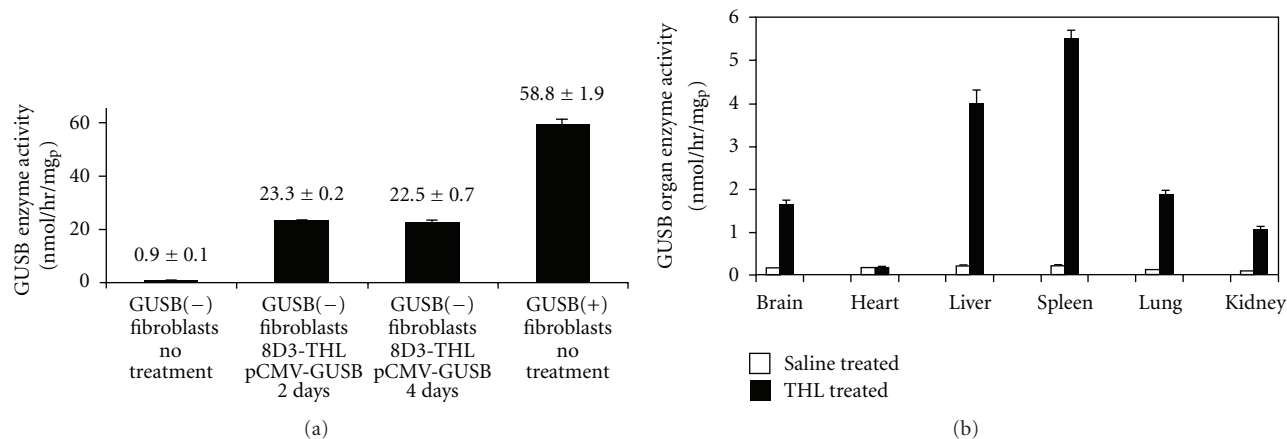 GUSB enzyme activity
(nmol/hr/mgp)
60
40
20
0
0.9 ± 0.1
23.3 ± 0.2
22.5 ± 0.7
58.8 ± 1.9
GUSB(−)
fibroblasts
no
treatment
GUSB(−)
fibroblasts
8D3-THL
pCMV-GUSB
2 days
GUSB(−)
fibroblasts
8D3-THL
pCMV-GUSB
4 days
GUSB(+)
fibroblasts
no
treatment
(a)
GUSB organ enzyme activity
(nmol/hr/mgp)
6
5
4
3
2
1
0
Brain
Heart
Liver
Spleen
Lung
Kidney
Saline treated
THL treated
(b)